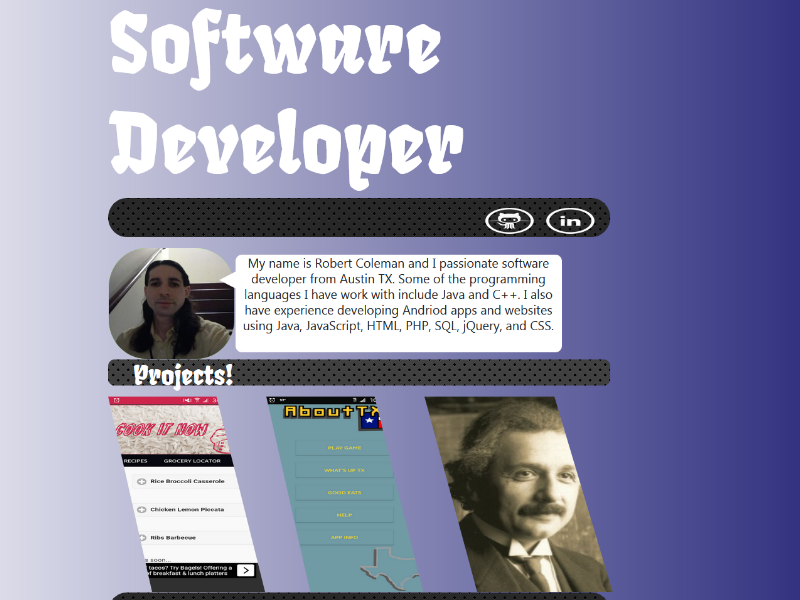 Software
Developer
in
My name is Robert Coleman and I passionate software
developer from Austin TX. Some of the programming
languages I have work with include Java and C++. I also
have experience developing Andriod apps and websites
using Java, JavaScript, HTML, PHP, SQL, jQuery, and CSS.
Projects!
COOK IT NOW
RECIPES GROCERY LOCATOR
Rice Broccoli Casserole
Chicken Lemon Piccata
Ribs Barbecue
soon...
tacos? Try Bagels! Offering a
of breakfast & lunch platters
AboutTX
PLAY GAME
WHAT'S UP TX
GOOD EATS
HELP
APP INFO